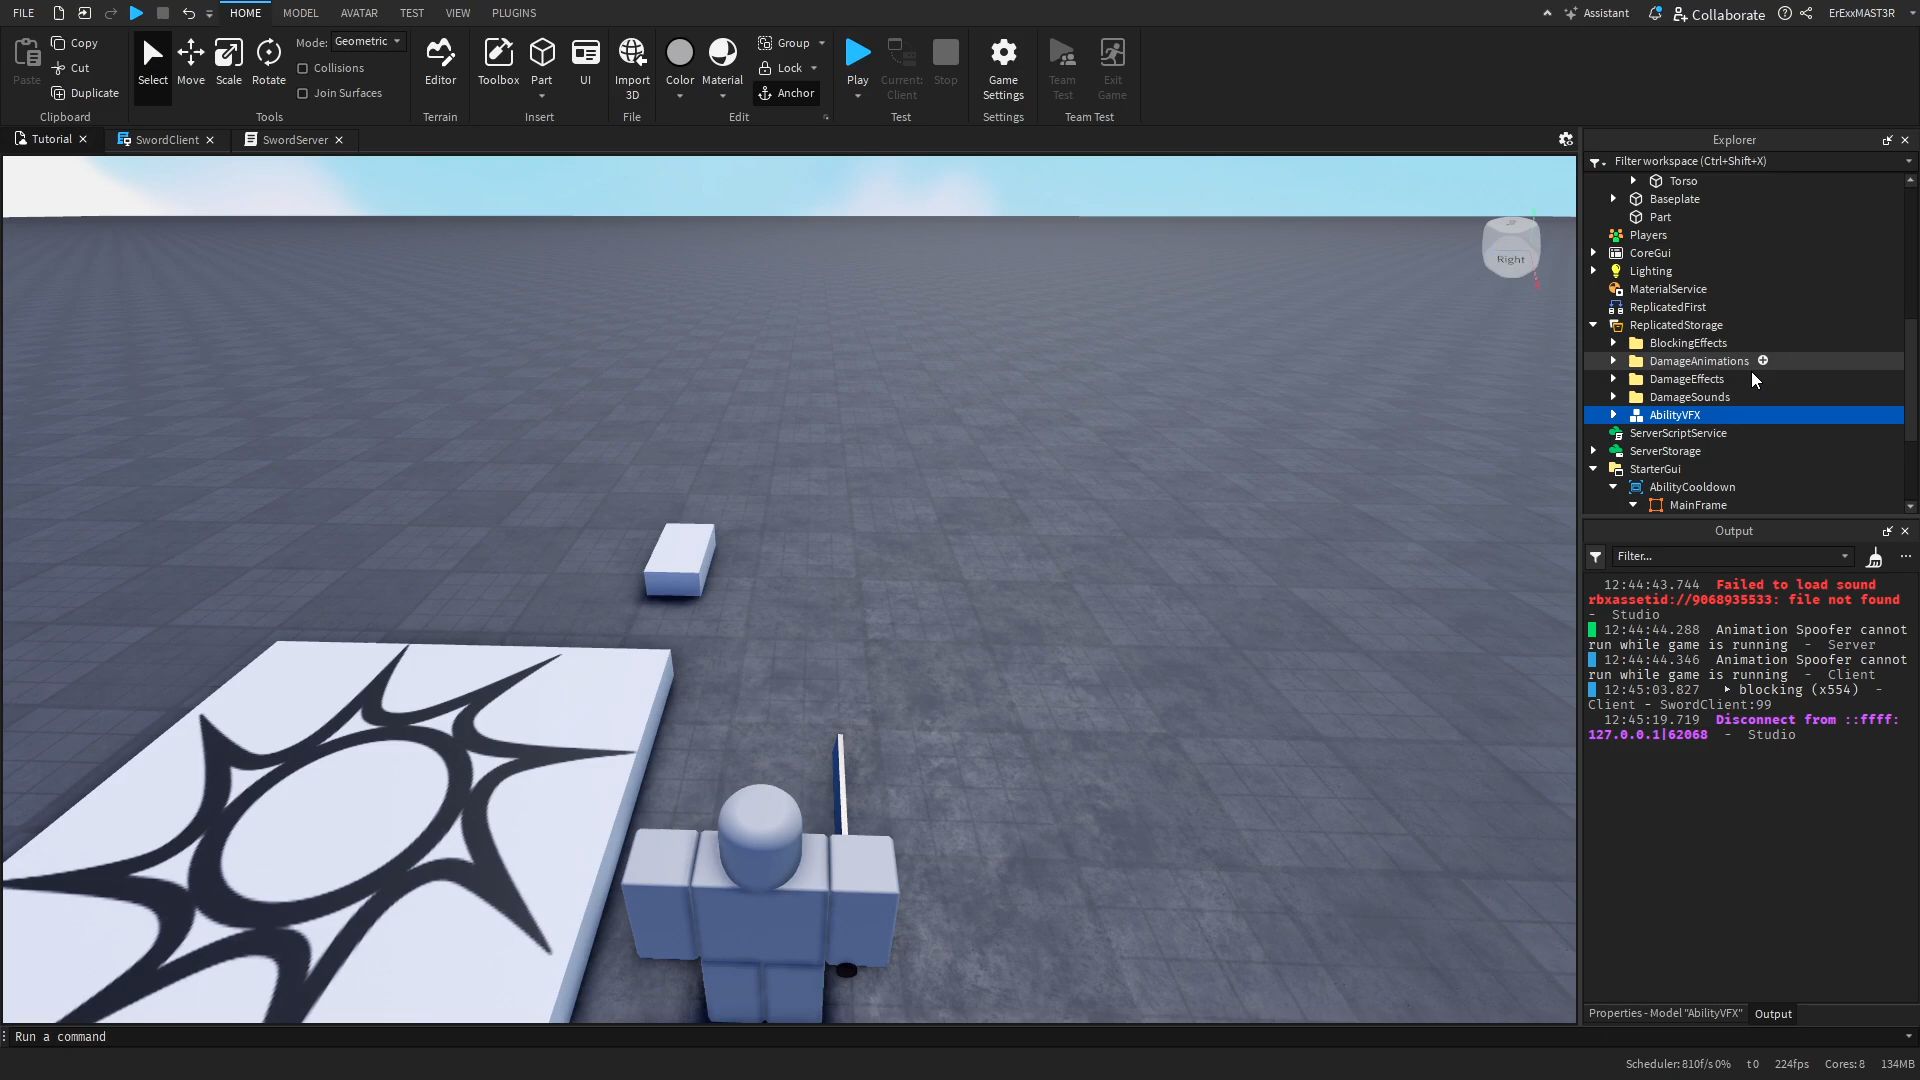 FILE
HOME
MODEL
AVATAR
TEST
VIEW
PLUGINS
Assistant
Collaborate
ErExxMAST3R
Paste
Copy
Cut
Duplicate
Clipboard
Select
Move
Scale
Rotate
Mode: Geometric
Collisions
Join Surfaces
Tools
Editor
Terrain
Toolbox
Part
UI
Insert
Import
3D
File
Color
Material
Group
Lock
Anchor
Edit
Play
Current:
Client
Stop
Test
Game
Settings
Settings
Team
Test
Exit
Game
Team Test
Tutorial
SwordClient
SwordServer
Right
Explorer
Filter workspace (Ctrl+Shift+X)
Torso
Baseplate
Part
Players
CoreGui
Lighting
MaterialService
ReplicatedFirst
ReplicatedStorage
BlockingEffects
DamageAnimations
DamageEffects
DamageSounds
AbilityVFX
ServerScriptService
ServerStorage
StarterGui
AbilityCooldown
MainFrame
Output
Filter...
12:44:43.744 Failed to load sound
rbxassetid://9068935533: file not found
- Studio
12:44:44.288 Animation Spoofer cannot
run while game is running - Server
12:44:44.346 Animation Spoofer cannot
run while game is running - Client
12:45:03.827 ▸ blocking (x554) -
Client - SwordClient:99
12:45:19.719 Disconnect from ::ffff:
127.0.0.1|62068 - Studio
Properties - Model "AbilityVFX"
Output
Run a command
Scheduler: 810f/s 0%
t 0
224fps
Cores: 8
134MB